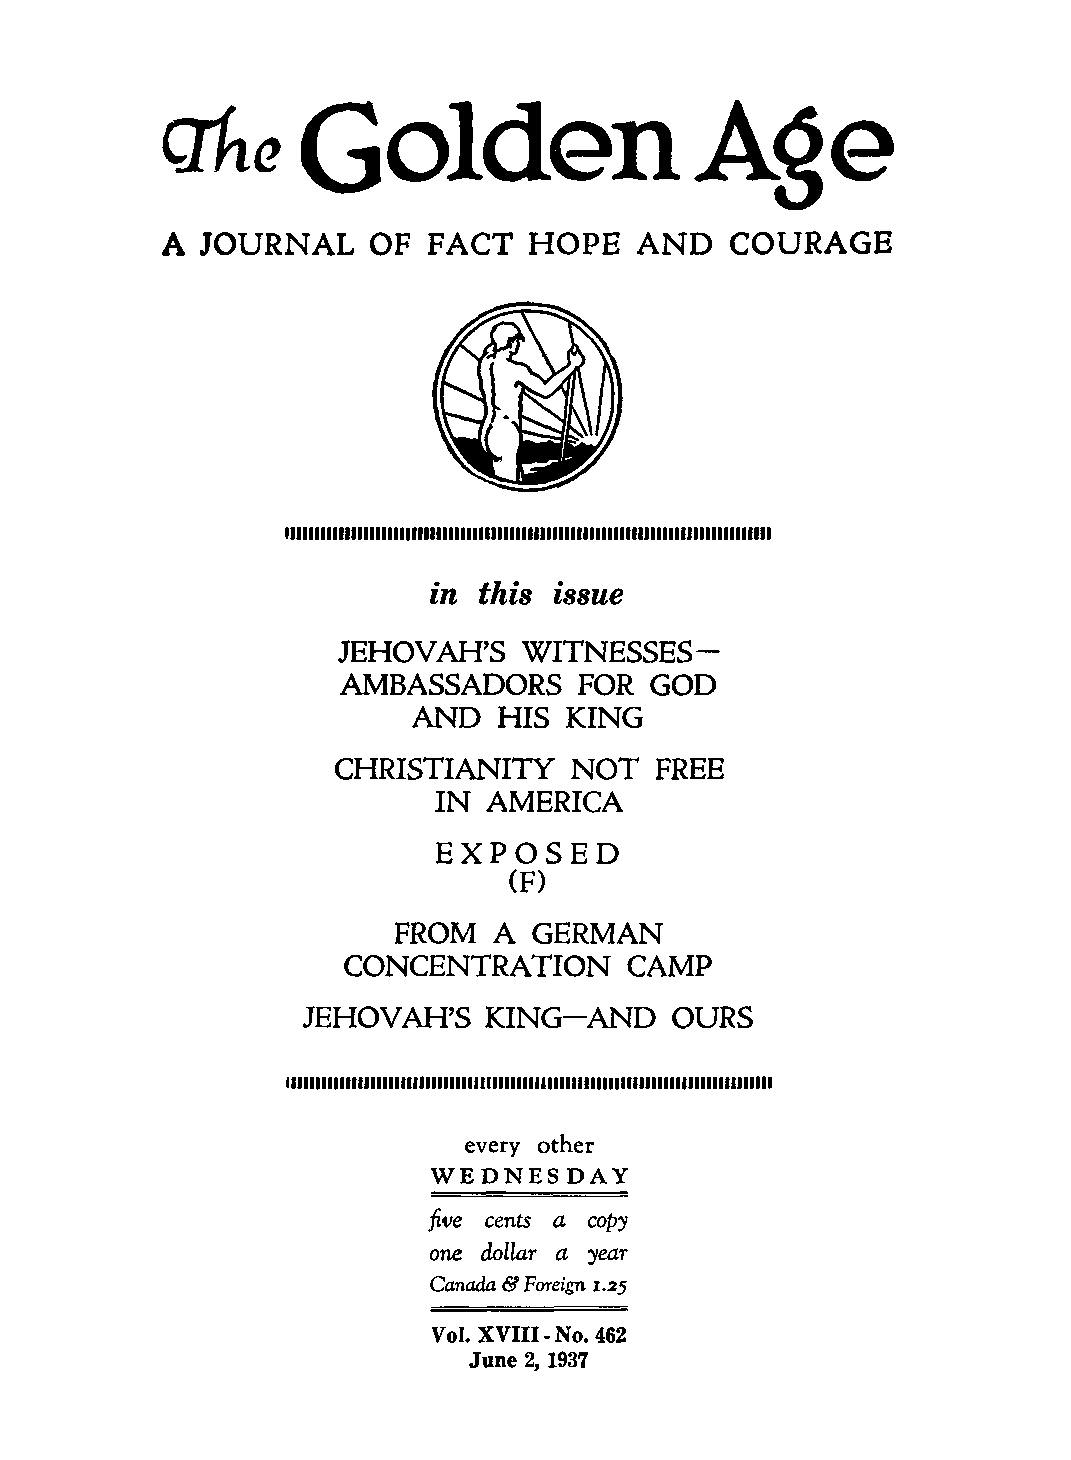 The Golden Age
A JOURNAL OF FACT HOPE AND COURAGE
in this issue
JEHOVAH'S WITNESSES—
AMBASSADORS FOR GOD
AND HIS KING
CHRISTIANITY NOT FREE
IN AMERICA
EXPOSED
(F)
FROM A GERMAN
CONCENTRATION CAMP
JEHOVAH'S KING—AND OURS
every other
WEDNESDAY
five cents a copy
one dollar a year
Canada & Foreign 1.25
Vol. XVIII - No. 462
June 2, 1937